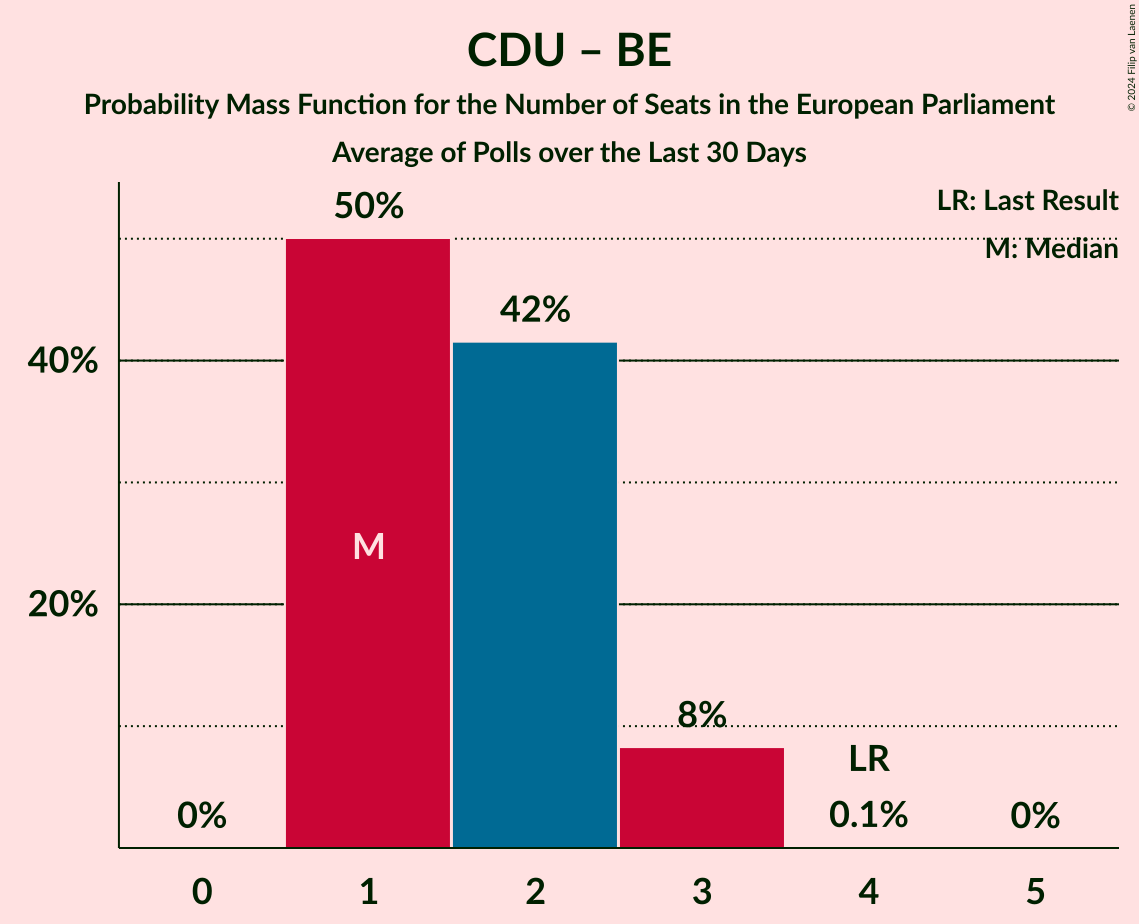 CDU – BE
Probability Mass Function for the Number of Seats in the European Parliament
Average of Polls over the Last 30 Days
© 2024 Filip van Laenen
LR: Last Result
M: Median
50%
42%
40%
M
20%
8%
LR
0%
0.1%
0%
0 1 2 3 4 5